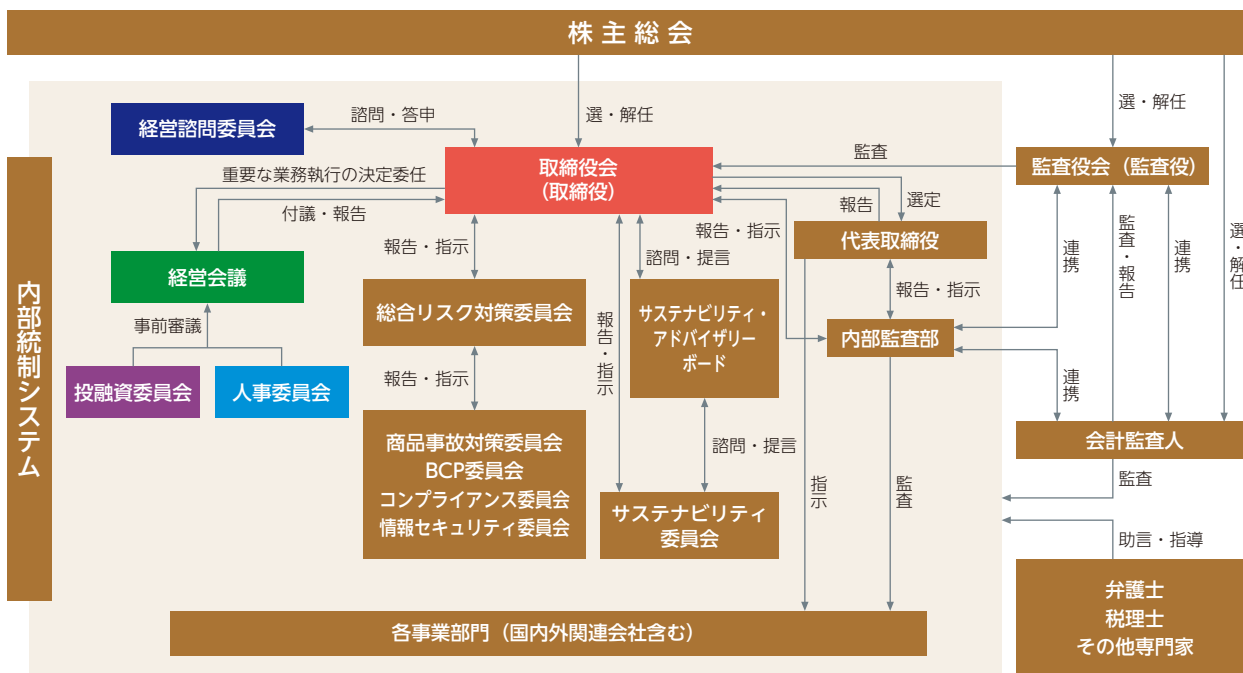 株主総会
選・解任
選・解任
選・解任
経営諮問委員会
諮問・答申
取締役会
(取締役)
監査
監査役会(監査役)
重要な業務執行の決定委任
付議・報告
報告
選定
代表取締役
報告・指示
報告・指示
諮問・提言
連携
監査・報告
連携
経営会議
事前審議
投融資委員会
人事委員会
総合リスク対策委員会
報告・指示
サステナビリティ・
アドバイザリー
ボード
報告・指示
報告・指示
内部監査部
連携
内部統制システム
商品事故対策委員会
BCP委員会
コンプライアンス委員会
情報セキュリティ委員会
諮問・提言
サステナビリティ
委員会
指示
監査
会計監査人
監査
助言・指導
弁護士
税理士
その他専門家
各事業部門(国内外関連会社含む)